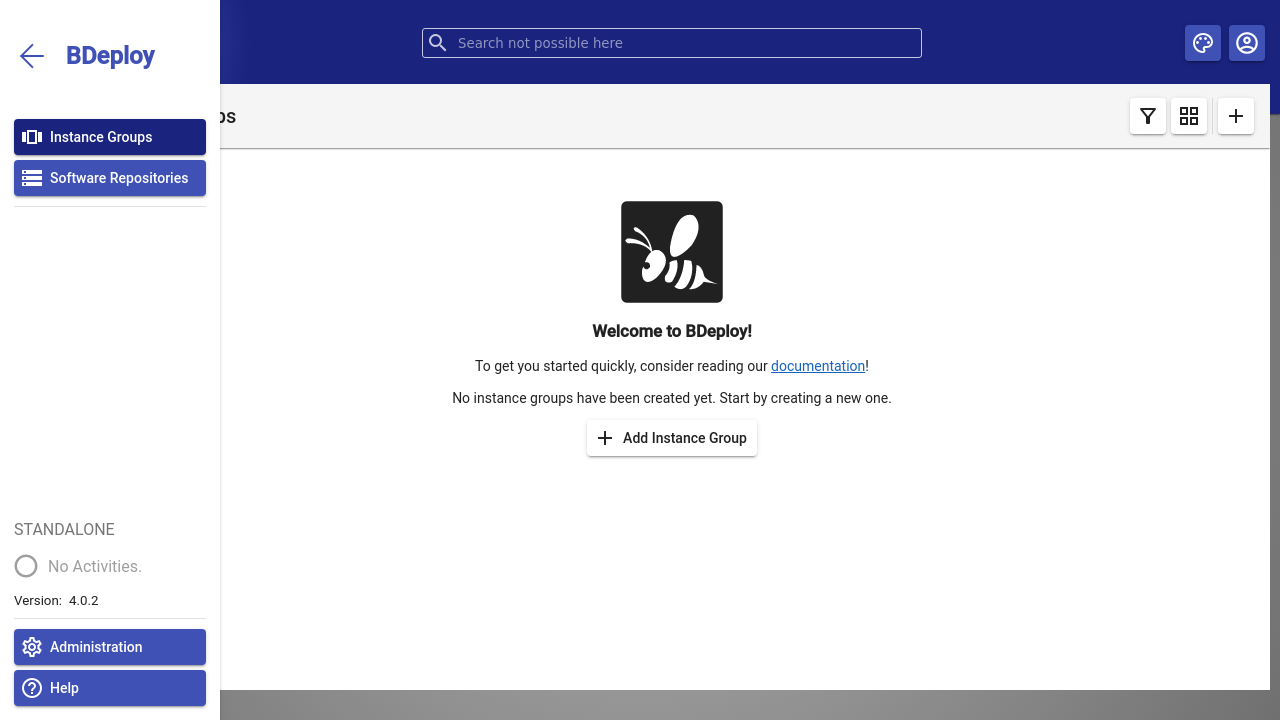 BDeploy
Search not possible here
Instance Groups
Software Repositories
Welcome to BDeploy!
To get you started quickly, consider reading our documentation!
No instance groups have been created yet. Start by creating a new one.
Add Instance Group
STANDALONE
No Activities.
Version: 4.0.2
Administration
Help